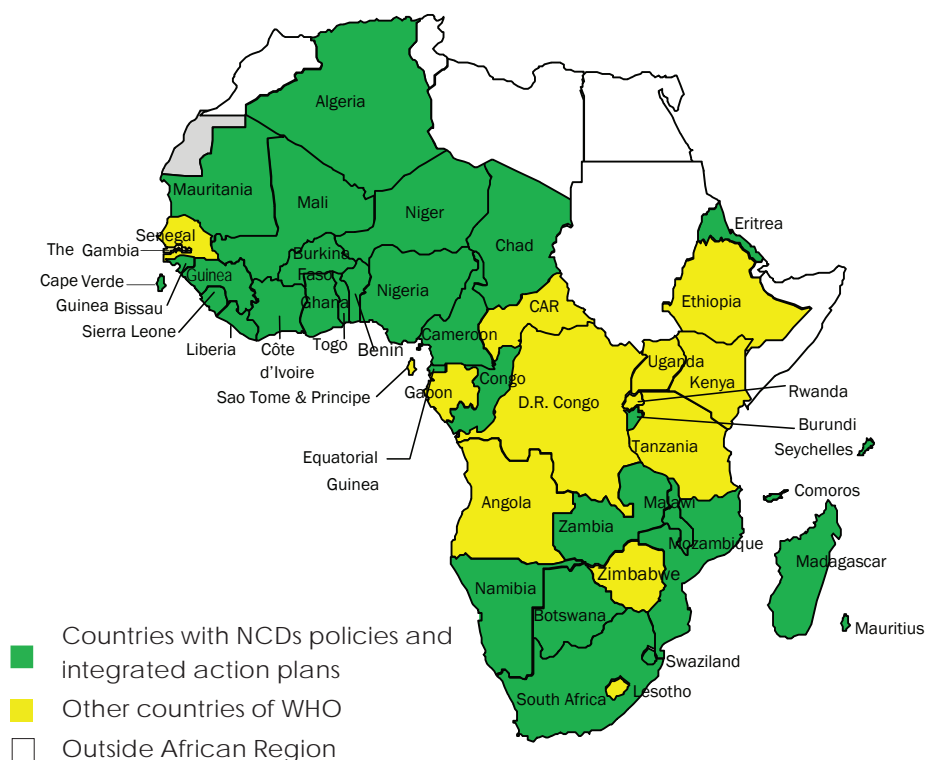 Algeria
Mauritania
Mali
Niger
Chad
Eritrea
Senegal
The Gambia
Burkina
Faso
Cape Verde
Guinea
Guinea Bissau
Nigeria
Ethiopia
Ghana
CAR
Sierra Leone
Cameroon
Liberia
Côte
d'Ivoire
Togo
Benin
Uganda
Kenya
Sao Tome & Principe
Gabon
Congo
D.R. Congo
Rwanda
Burundi
Tanzania
Seychelles
Equatorial
Guinea
Angola
Malawi
Comoros
Zambia
Mozambique
Madagascar
Zimbabwe
Namibia
Botswana
Mauritius
Swaziland
South Africa
Lesotho
Countries with NCDs policies and
integrated action plans
Other countries of WHO
Outside African Region